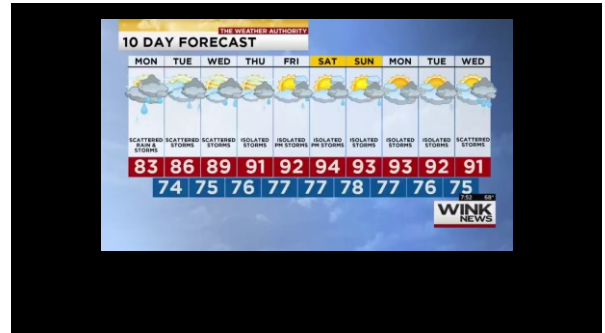 THE WEATHER AUTHORITY
10 DAY FORECAST
MON TUE WED THU FRI SAT SUN MON TUE WED
SCATTERED SCATTERED SCATTERED ISOLATED ISOLATED ISOLATED ISOLATED ISOLATED ISOLATED SCATTERED
RAIN & STORMS STORMS STORMS PM STORMS PM STORMS STORMS STORMS STORMS STORMS
STORMS
83 86 89 91 92 94 93 93 92 91
74 75 76 77 77 78 77 76 75
7:52 68°
WINK
NEWS